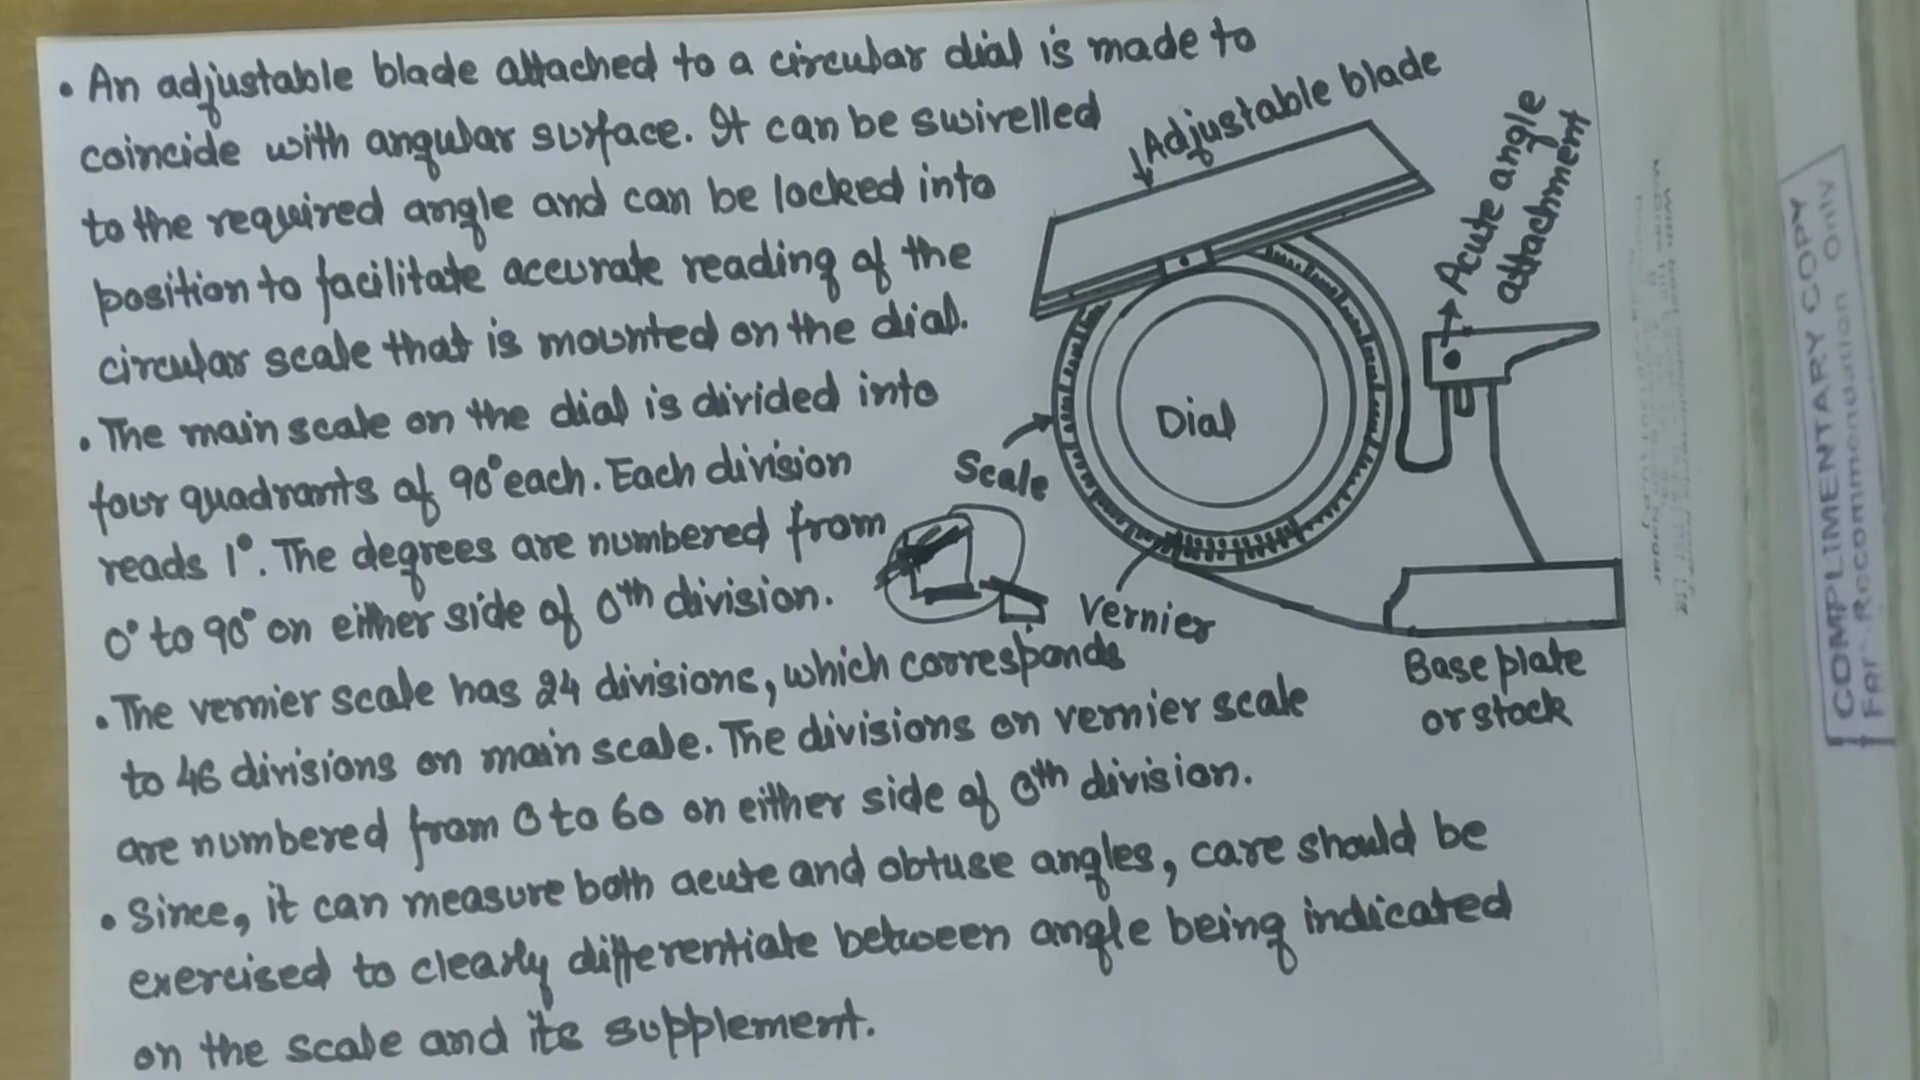 • An adjustable blade attached to a circular dial is made to
coincide with angular surface. It can be swivelled
to the required angle and can be locked into
position to facilitate accurate reading of the
circular scale that is mounted on the dial.
• The main scale on the dial is divided into
four quadrants of 90° each. Each division
reads 1°. The degrees are numbered from
0° to 90° on either side of 0th division.
• The vernier scale has 24 divisions, which corresponds
to 46 divisions on main scale. The divisions on vernier scale
are numbered from 0 to 60 on either side of 0th division.
• Since, it can measure both acute and obtuse angles, care should be
exercised to clearly differentiate between angle being indicated
on the scale and its supplement.
Adjustable blade
Acute angle
attachment
Dial
Scale
Vernier
Base plate
or stock
COMPLIMENTARY COPY
For Recommendation Only